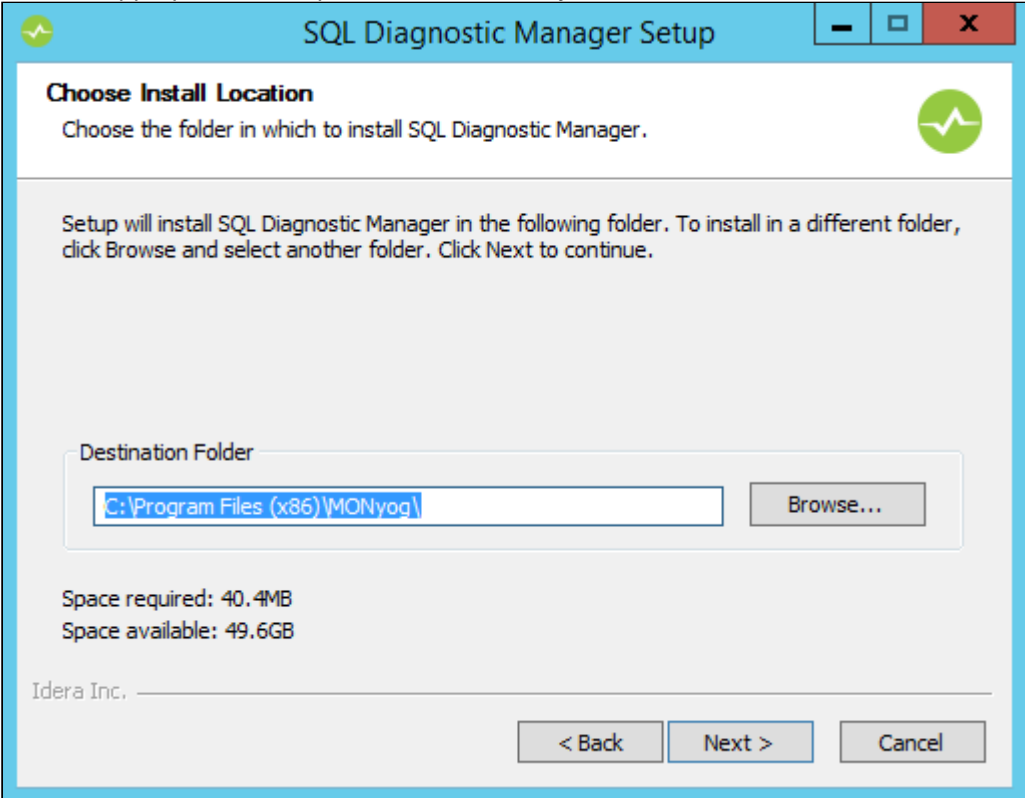 SQL Diagnostic Manager Setup
Choose Install Location
Choose the folder in which to install SQL Diagnostic Manager.
Setup will install SQL Diagnostic Manager in the following folder. To install in a different folder,
click Browse and select another folder. Click Next to continue.
Destination Folder
C:\Program Files (x86)\MONyog\
Browse...
Space required: 40.4MB
Space available: 49.6GB
Idera Inc.
< Back
Next >
Cancel